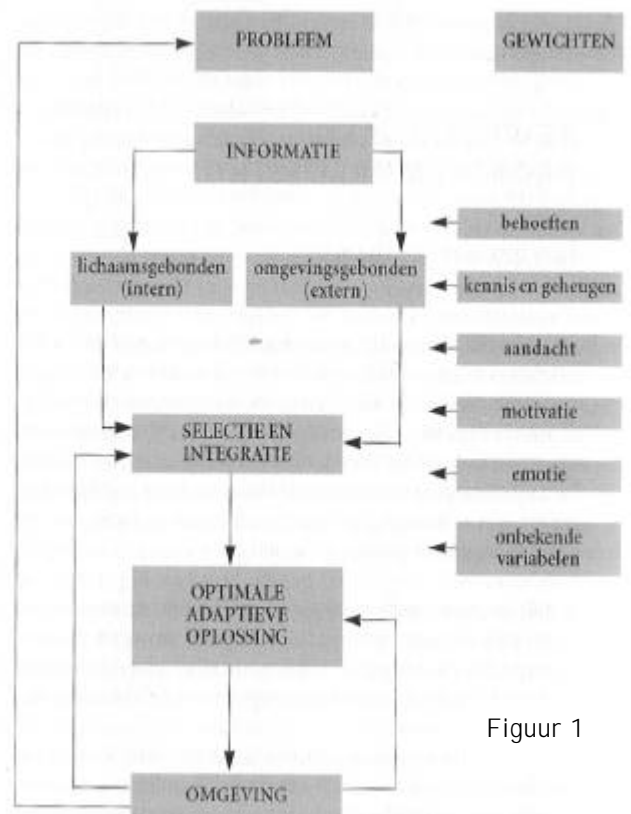 PROBLEEM
GEWICHTEN
INFORMATIE
behoeften
lichaamsgebonden
(intern)
omgevingsgebonden
(extern)
kennis en geheugen
aandacht
motivatie
SELECTIE EN
INTEGRATIE
emotie
onbekende
variabelen
OPTIMALE
ADAPTIEVE
OPLOSSING
Figuur 1
OMGEVING